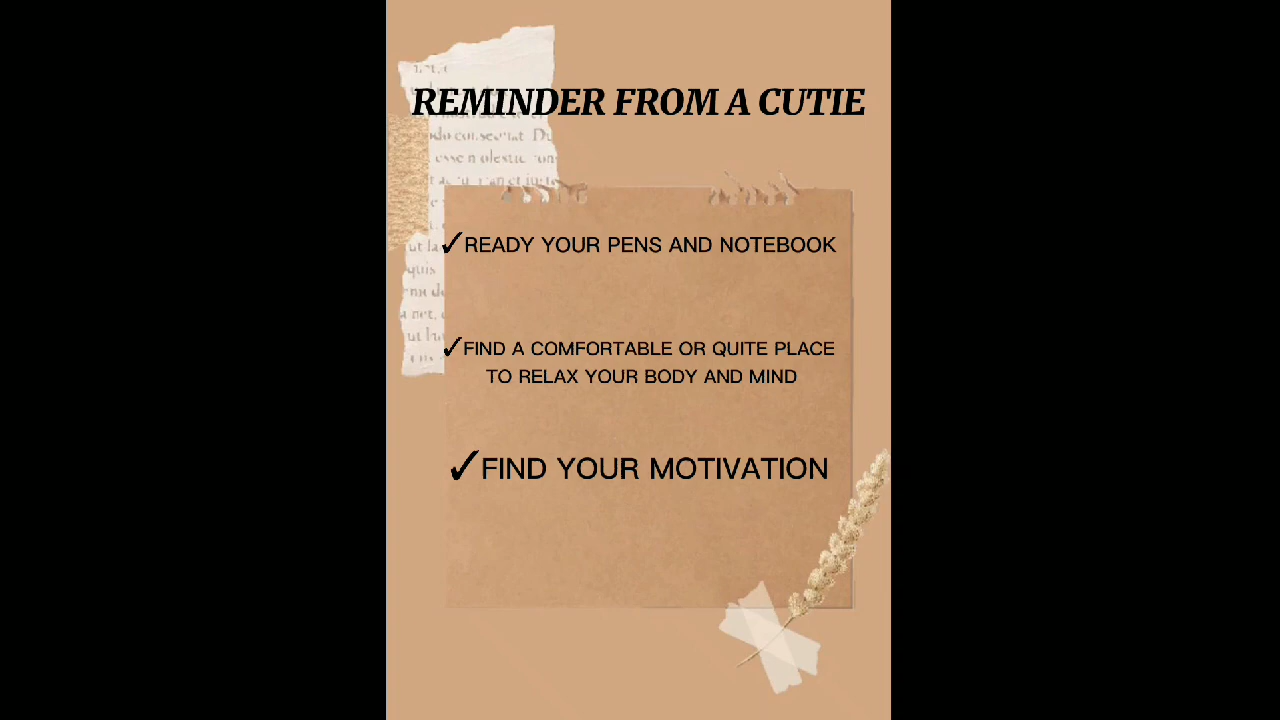 REMINDER FROM A CUTIE
✓READY YOUR PENS AND NOTEBOOK
✓FIND A COMFORTABLE OR QUITE PLACE
TO RELAX YOUR BODY AND MIND
✓FIND YOUR MOTIVATION